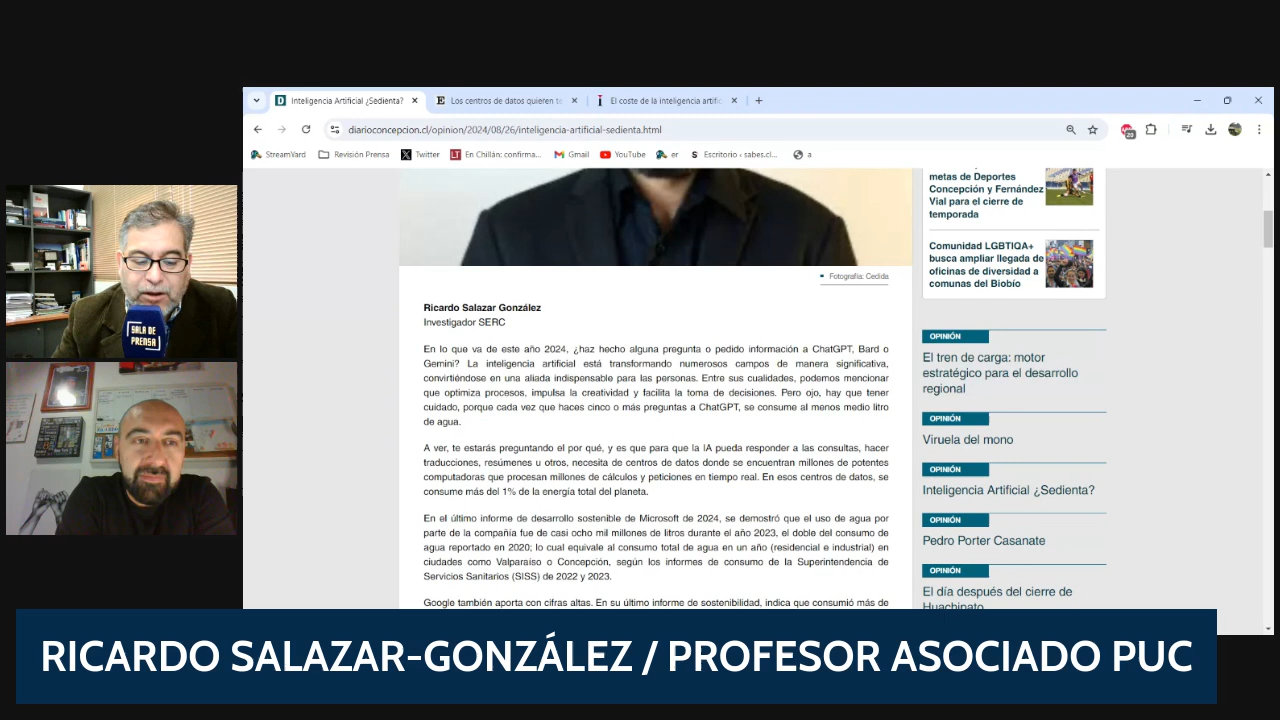 Inteligencia Artificial ¿Sedienta?
Los centros de datos quieren te
El coste de la inteligencia artific
diarioconcepcion.cl/opinion/2024/08/26/inteligencia-artificial-sedienta.html
StreamYard
Revisión Prensa
Twitter
En Chillán: confirma...
Gmail
YouTube
er
Escritorio ‹ sabes.cl...
a
SALA DE
PRENSA
metas de Deportes
Concepción y Fernández
Vial para el cierre de
temporada
Comunidad LGBTIQA+
busca ampliar llegada de
oficinas de diversidad a
comunas del Biobío
Fotografía: Cedida
Ricardo Salazar González
Investigador SERC
En lo que va de este año 2024, ¿haz hecho alguna pregunta o pedido información a ChatGPT, Bard o
Gemini? La inteligencia artificial está transformando numerosos campos de manera significativa,
convirtiéndose en una aliada indispensable para las personas. Entre sus cualidades, podemos mencionar
que optimiza procesos, impulsa la creatividad y facilita la toma de decisiones. Pero ojo, hay que tener
cuidado, porque cada vez que haces cinco o más preguntas a ChatGPT, se consume al menos medio litro
de agua.
A ver, te estarás preguntando el por qué, y es que para que la iA pueda responder a las consultas, hacer
traducciones, resúmenes u otros, necesita de centros de datos donde se encuentran millones de potentes
computadoras que procesan millones de cálculos y peticiones en tiempo real. En esos centros de datos, se
consume más del 1% de la energía total del planeta.
En el último informe de desarrollo sostenible de Microsoft de 2024, se demostró que el uso de agua por
parte de la compañía fue de casi ocho mil millones de litros durante el año 2023, el doble del consumo de
agua reportado en 2020; lo cual equivale al consumo total de agua en un año (residencial e industrial) en
ciudades como Valparaíso o Concepción, según los informes de consumo de la Superintendencia de
Servicios Sanitarios (SISS) de 2022 y 2023.
Google también aporta con cifras altas. En su último informe de sostenibilidad, indica que consumió más de
OPINIÓN
El tren de carga: motor
estratégico para el desarrollo
regional
OPINIÓN
Viruela del mono
OPINIÓN
Inteligencia Artificial ¿Sedienta?
OPINIÓN
Pedro Porter Casanate
OPINIÓN
El día después del cierre de
Huachipato
RICARDO SALAZAR-GONZÁLEZ / PROFESOR ASOCIADO PUC